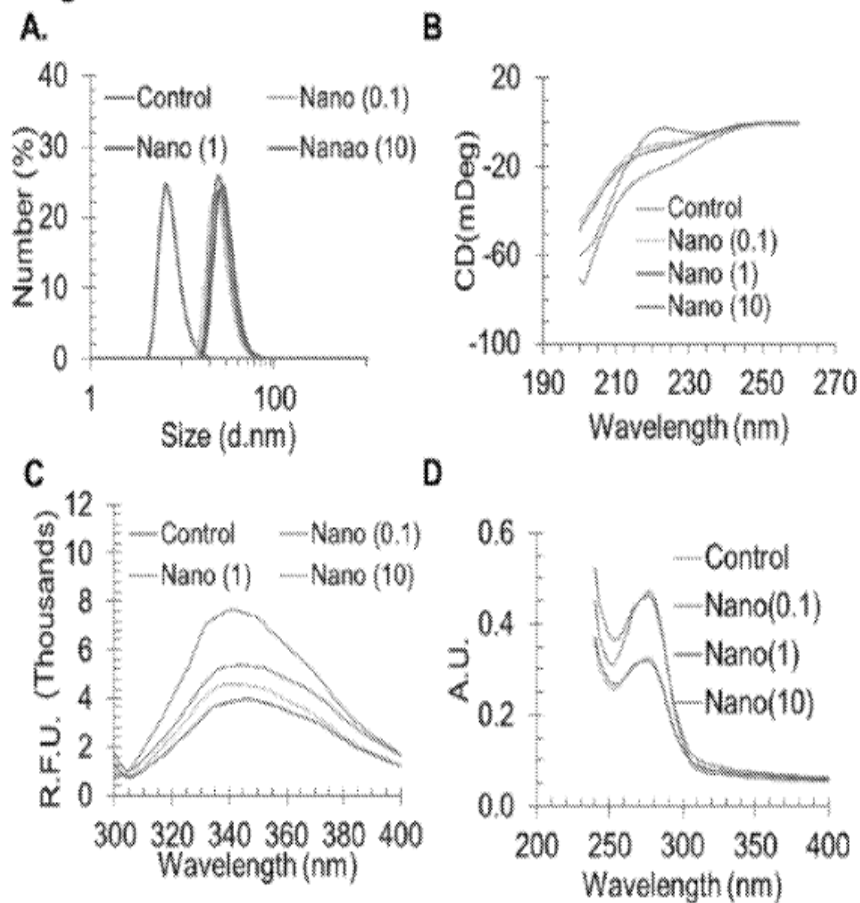 A.
40
30
20
10
0
Number (%)
Control
Nano (0.1)
Nano (1)
Nanao (10)
1
100
Size (d.nm)
B
20
-20
-60
-100
CD(mDeg)
Control
Nano (0.1)
Nano (1)
Nano (10)
190 210 230 250 270
Wavelength (nm)
C
12
10
8
6
4
2
0
R.F.U. (Thousands)
Control
Nano (0.1)
Nano (1)
Nano (10)
300 320 340 360 380 400
Wavelength (nm)
D
0.6
0.4
0.2
0.0
A.U.
Control
Nano(0.1)
Nano(1)
Nano(10)
200 250 300 350 400
Wavelength (nm)